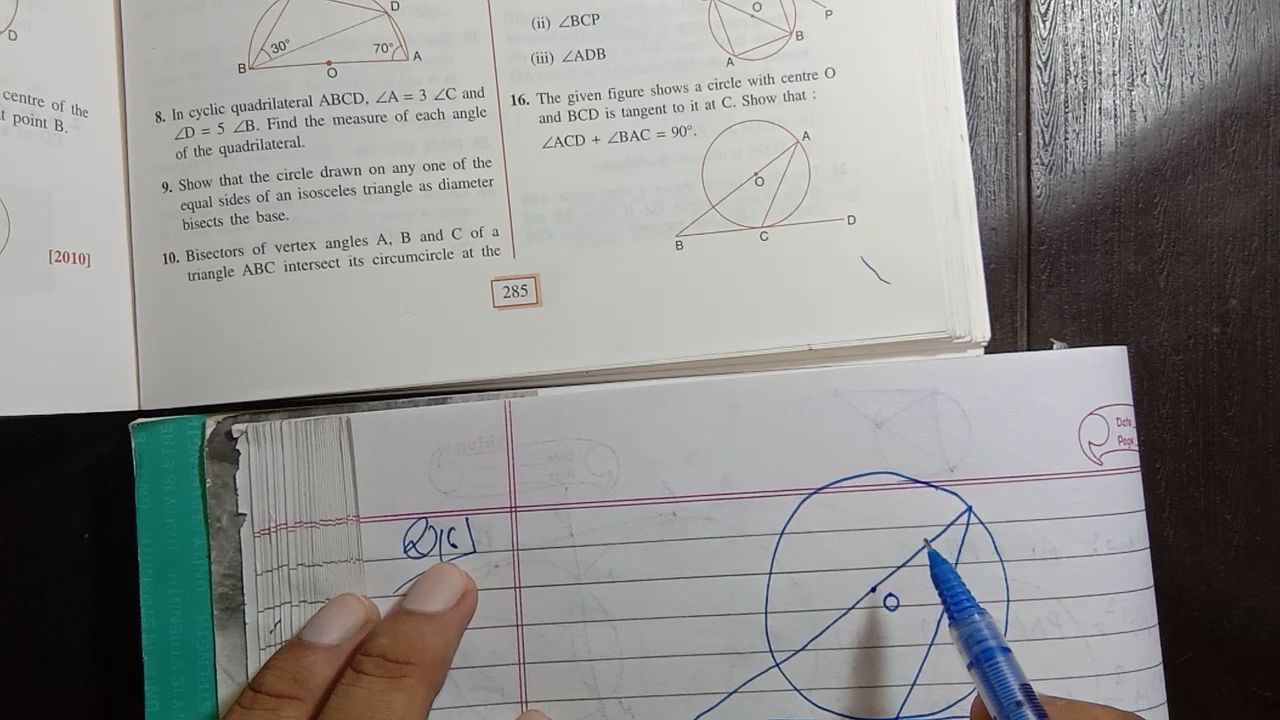 D
centre of the
t point B.
[2010]
D
30°
70°
B
O
A
8. In cyclic quadrilateral ABCD, ∠A = 3 ∠C and
∠D = 5 ∠B. Find the measure of each angle
of the quadrilateral.
9. Show that the circle drawn on any one of the
equal sides of an isosceles triangle as diameter
bisects the base.
10. Bisectors of vertex angles A, B and C of a
triangle ABC intersect its circumcircle at the
285
(ii) ∠BCP
(iii) ∠ADB
O
P
B
A
16. The given figure shows a circle with centre O
and BCD is tangent to it at C. Show that :
∠ACD + ∠BAC = 90°.
A
O
B
C
D
Date
Page
Q16]
O